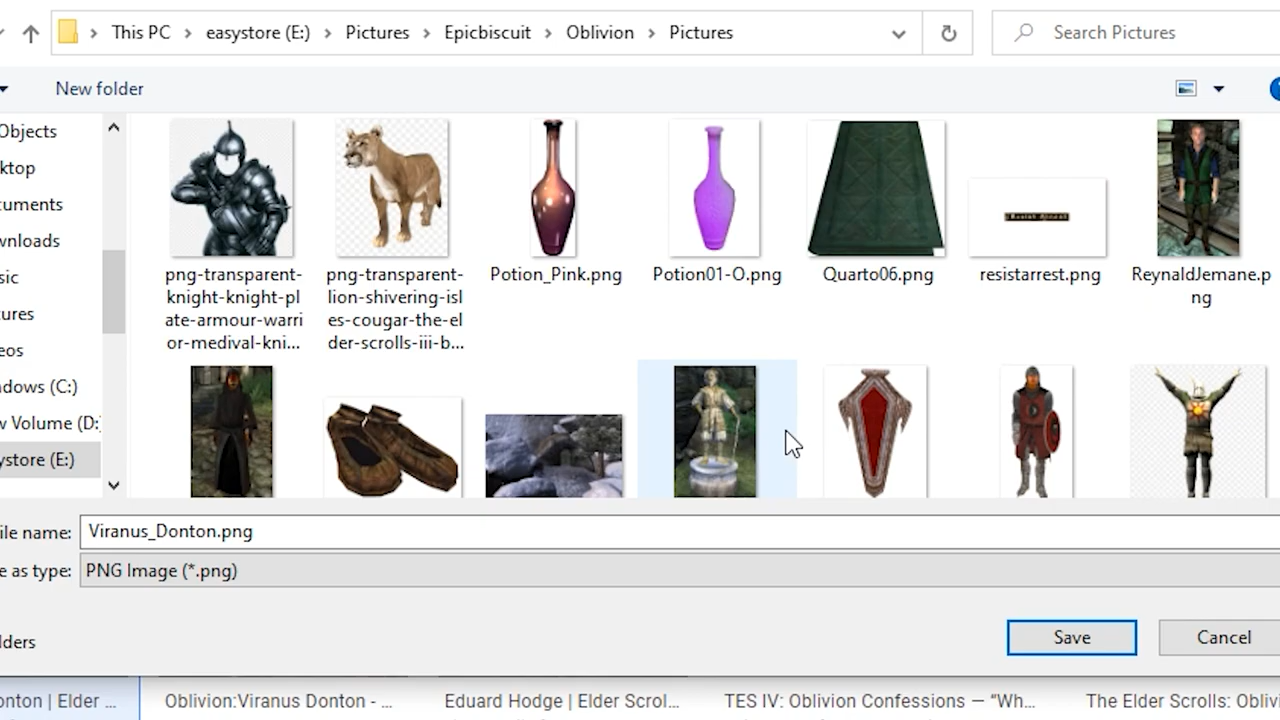 This PC > easystore (E:) > Pictures > Epicbiscuit > Oblivion > Pictures
Search Pictures
New folder
Objects
ktop
cuments
wnloads
sic
tures
eos
ndows (C:)
w Volume (D:
ystore (E:)
png-transparent-
knight-knight-pl
ate-armour-warri
or-medival-kni...
png-transparent-
lion-shivering-isl
es-cougar-the-el
der-scrolls-iii-b...
Potion_Pink.png
Potion01-O.png
Quarto06.png
resistarrest.png
ReynaldJemane.p
ng
ile name:
Viranus_Donton.png
e as type:
PNG Image (*.png)
lders
Save
Cancel
onton | Elder ...
Oblivion:Viranus Donton - ...
Eduard Hodge | Elder Scrol...
TES IV: Oblivion Confessions — “Wh...
The Elder Scrolls: Oblivi